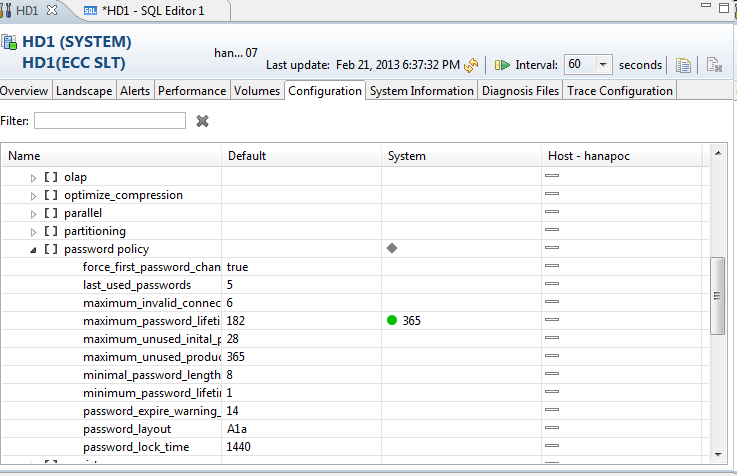 HD1 SQL *HD1 - SQL Editor 1
HD1 (SYSTEM)
HD1(ECC SLT)
han... 07
Last update: Feb 21, 2013 6:37:32 PM Interval: 60 seconds
Overview Landscape Alerts Performance Volumes Configuration System Information Diagnosis Files Trace Configuration
Filter:
Name Default System Host - hanapoc
[ ] olap
[ ] optimize_compression
[ ] parallel
[ ] partitioning
[ ] password policy
force_first_password_chan true
last_used_passwords 5
maximum_invalid_connec 6
maximum_password_lifeti 182 365
maximum_unused_inital_p 28
maximum_unused_produc 365
minimal_password_length 8
minimum_password_lifeti 1
password_expire_warning_ 14
password_layout A1a
password_lock_time 1440